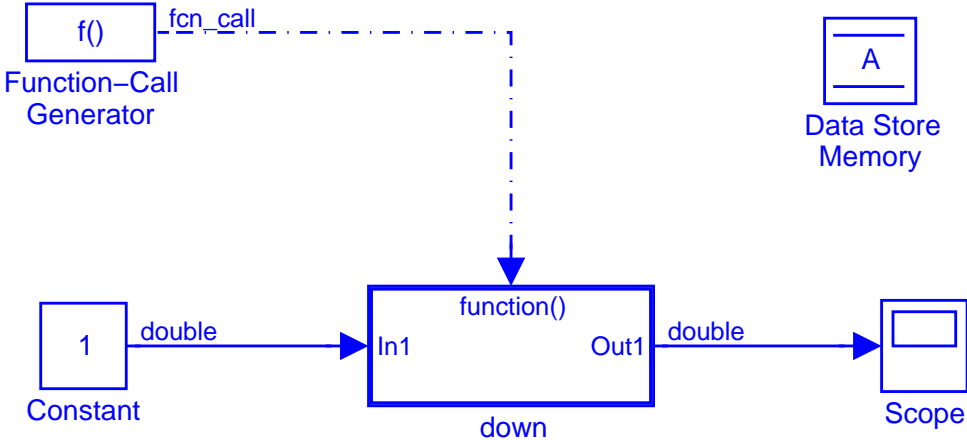 f()
fcn_call
Function−Call
Generator
A
Data Store
Memory
function()
1
double
In1
Out1
double
Constant
down
Scope